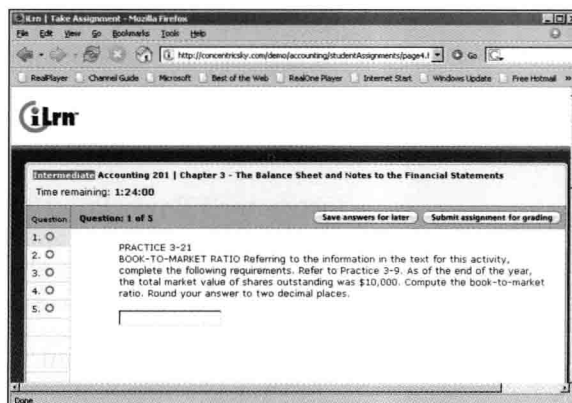 iLrn | Take Assignment - Mozilla Firefox
File Edit View Go Bookmarks Tools Help
http://concentricsky.com/demo/accounting/studentAssignments/page4.l Go
RealPlayer Channel Guide Microsoft Best of the Web RealOne Player Internet Start Windows Update Free Hotmail »
iLrn
Intermediate Accounting 201 | Chapter 3 - The Balance Sheet and Notes to the Financial Statements
Time remaining: 1:24:00
Question Question: 1 of 5 Save answers for later Submit assignment for grading
1.
2.
3.
4.
5.
PRACTICE 3-21
BOOK-TO-MARKET RATIO Referring to the information in the text for this activity,
complete the following requirements. Refer to Practice 3-9. As of the end of the year,
the total market value of shares outstanding was $10,000. Compute the book-to-market
ratio. Round your answer to two decimal places.
Done